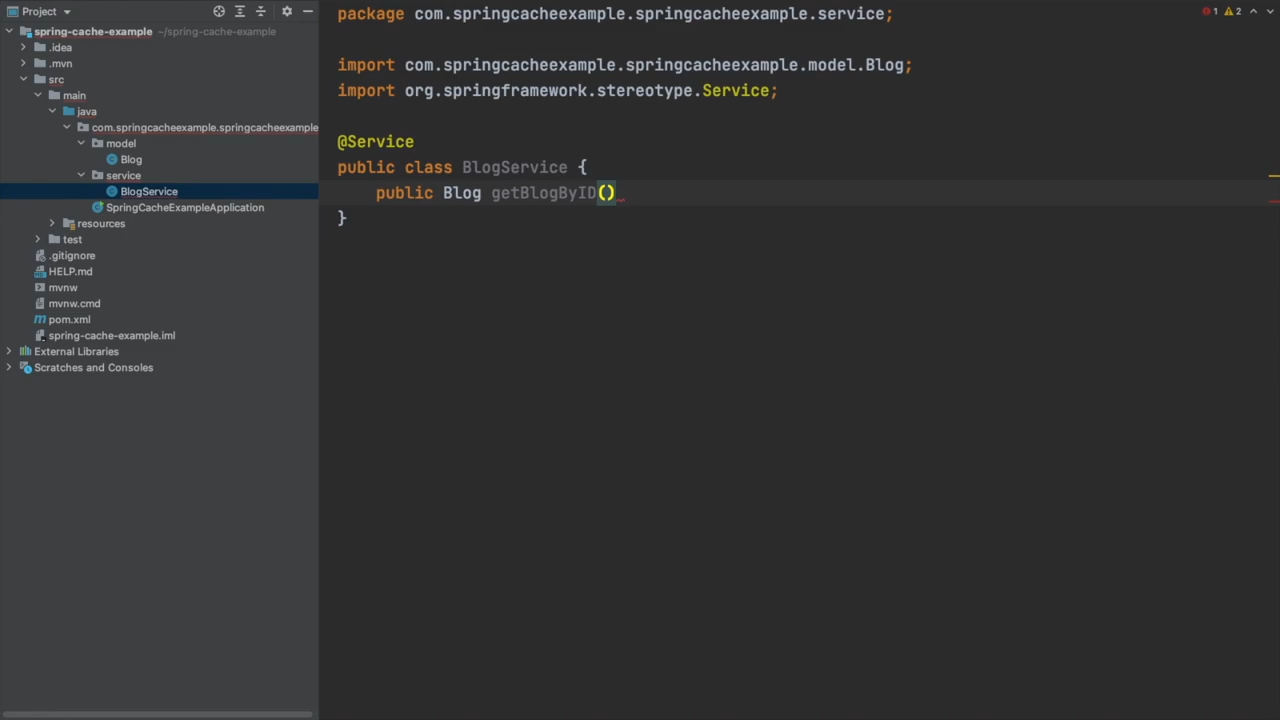 Project
spring-cache-example ~/spring-cache-example
.idea
.mvn
src
main
java
com.springcacheexample.springcacheexample
model
Blog
service
BlogService
SpringCacheExampleApplication
resources
test
.gitignore
HELP.md
mvnw
mvnw.cmd
pom.xml
spring-cache-example.iml
External Libraries
Scratches and Consoles
package com.springcacheexample.springcacheexample.service;
import com.springcacheexample.springcacheexample.model.Blog;
import org.springframework.stereotype.Service;
@Service
public class BlogService {
public Blog getBlogByID()
}
1 2